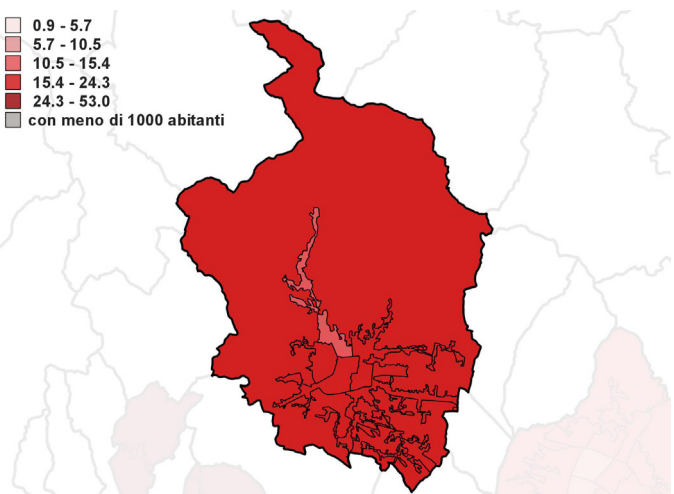 0.9 - 5.7
5.7 - 10.5
10.5 - 15.4
15.4 - 24.3
24.3 - 53.0
con meno di 1000 abitanti